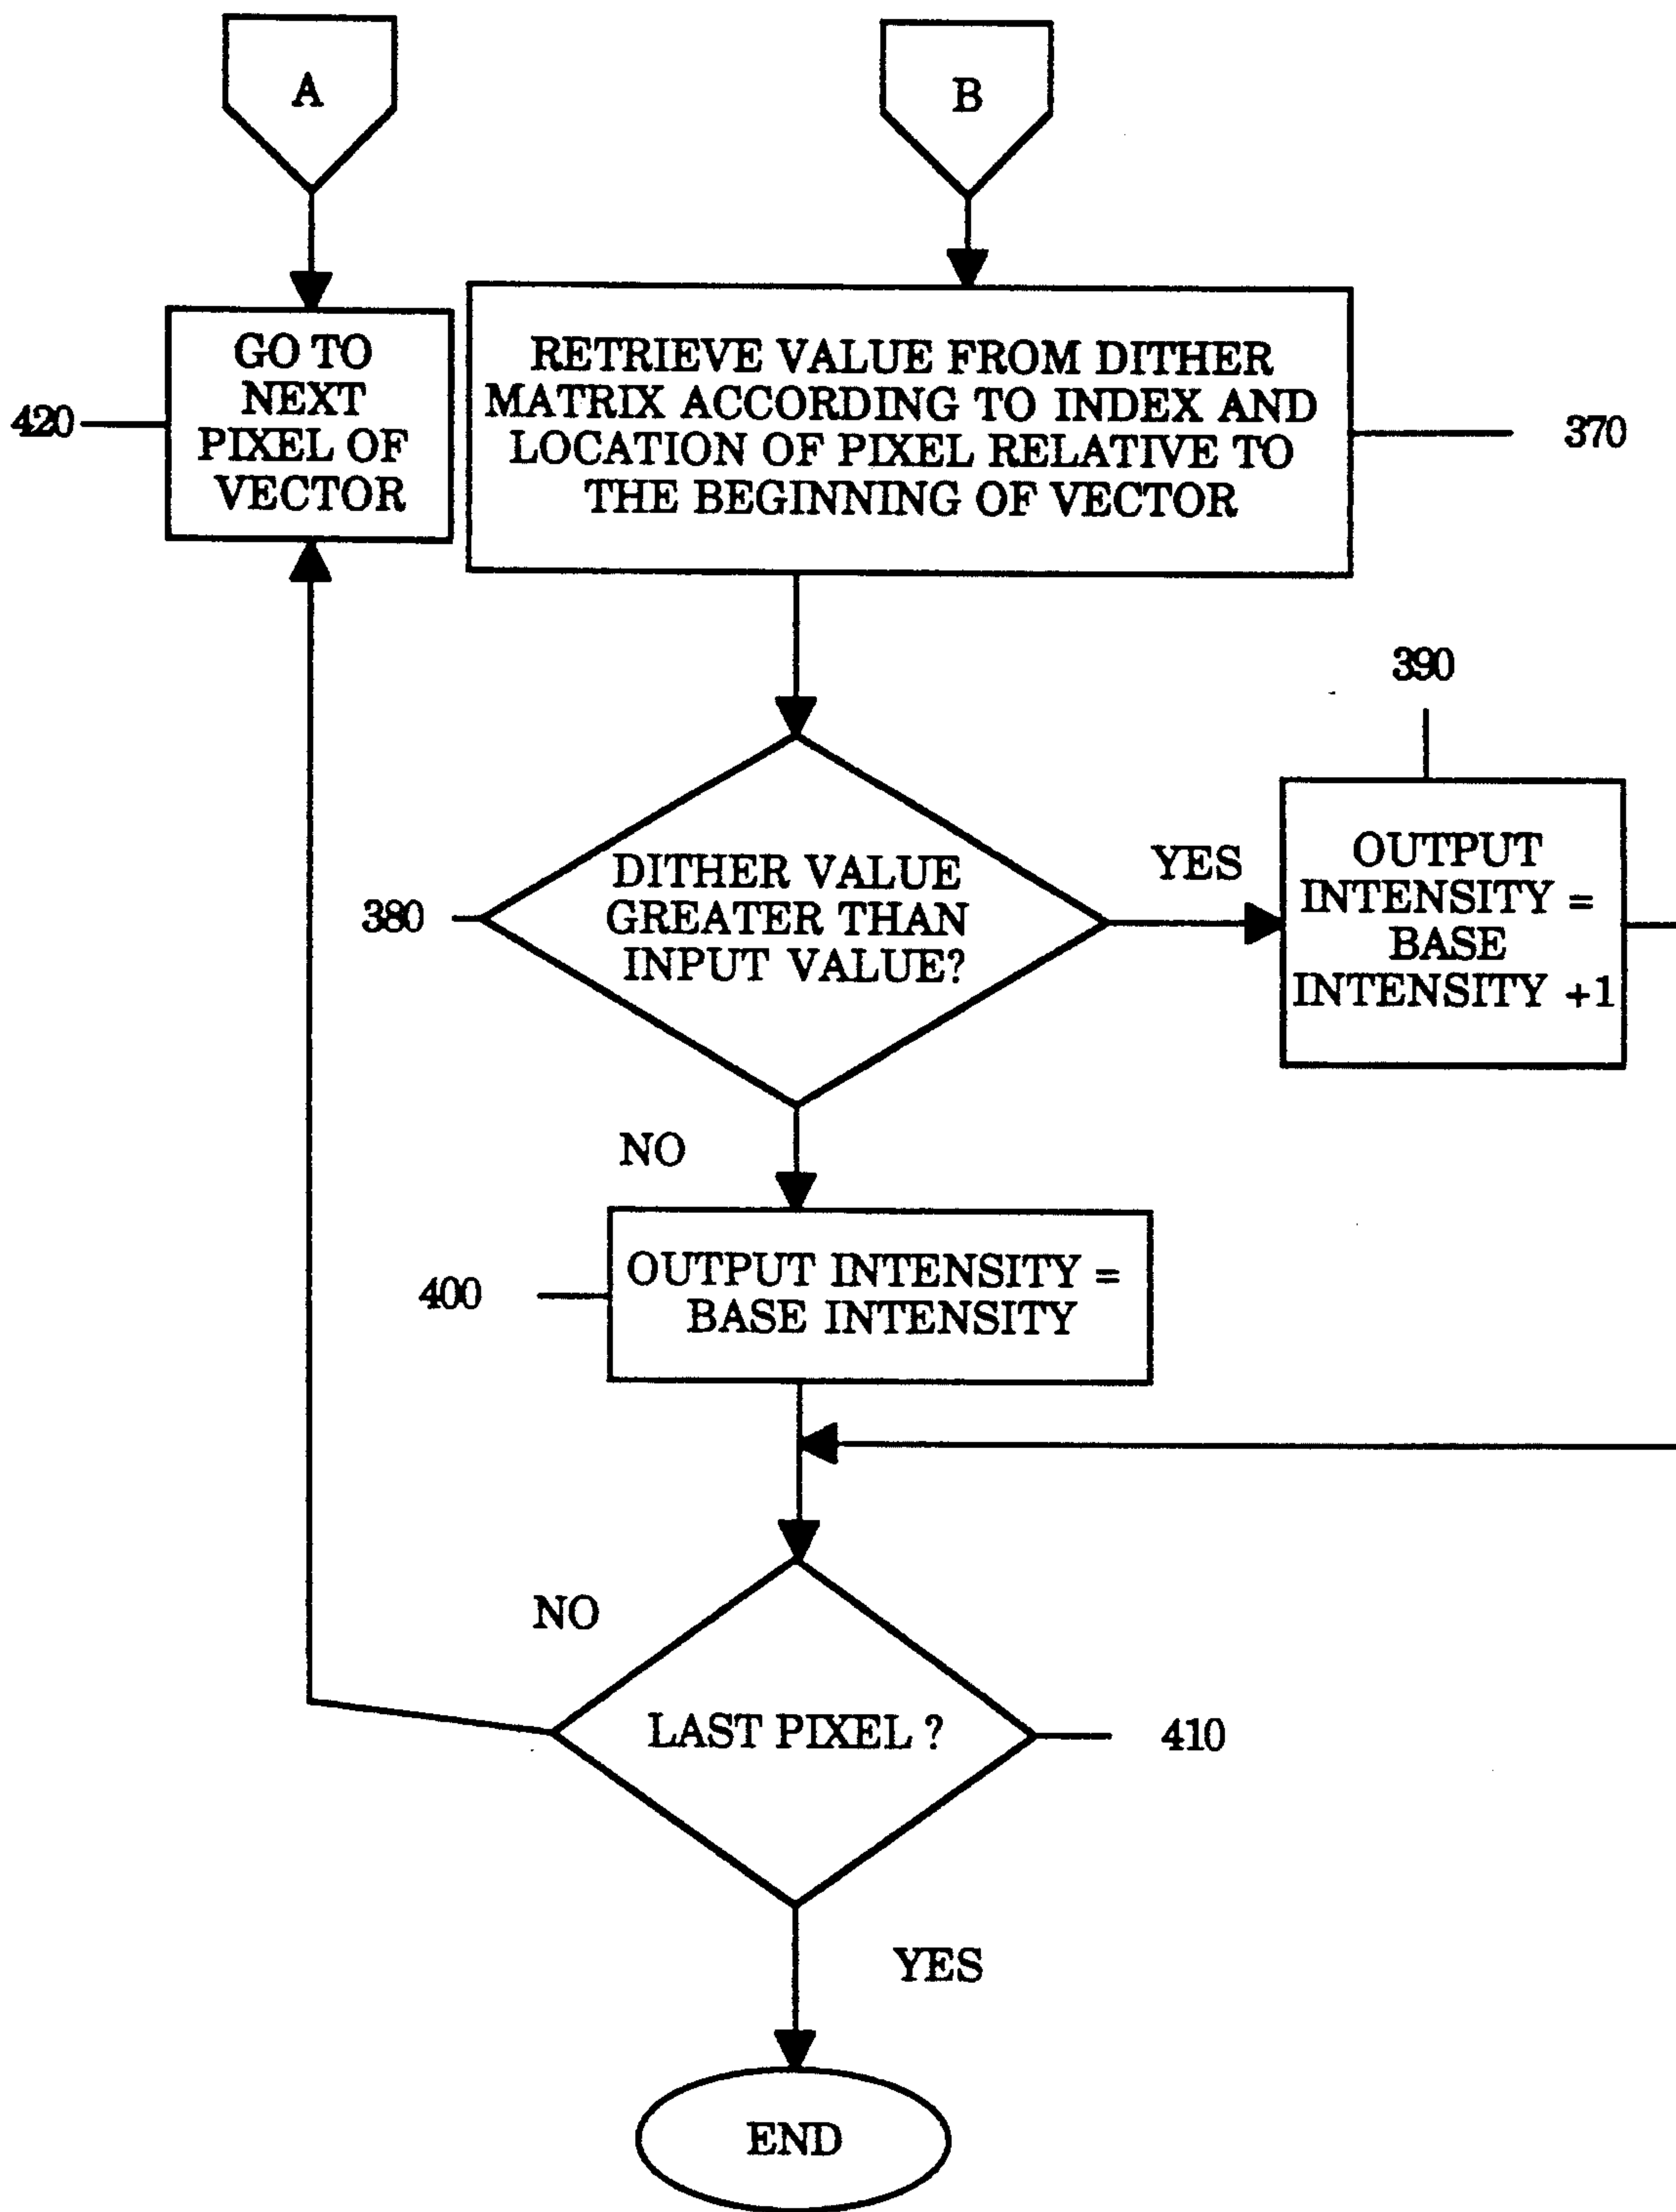 A
B
GO TO
NEXT
PIXEL OF
VECTOR
420
RETRIEVE VALUE FROM DITHER
MATRIX ACCORDING TO INDEX AND
LOCATION OF PIXEL RELATIVE TO
THE BEGINNING OF VECTOR
370
390
DITHER VALUE
GREATER THAN
INPUT VALUE?
380
YES
OUTPUT
INTENSITY =
BASE
INTENSITY +1
NO
OUTPUT INTENSITY =
BASE INTENSITY
400
NO
LAST PIXEL ?
410
YES
END